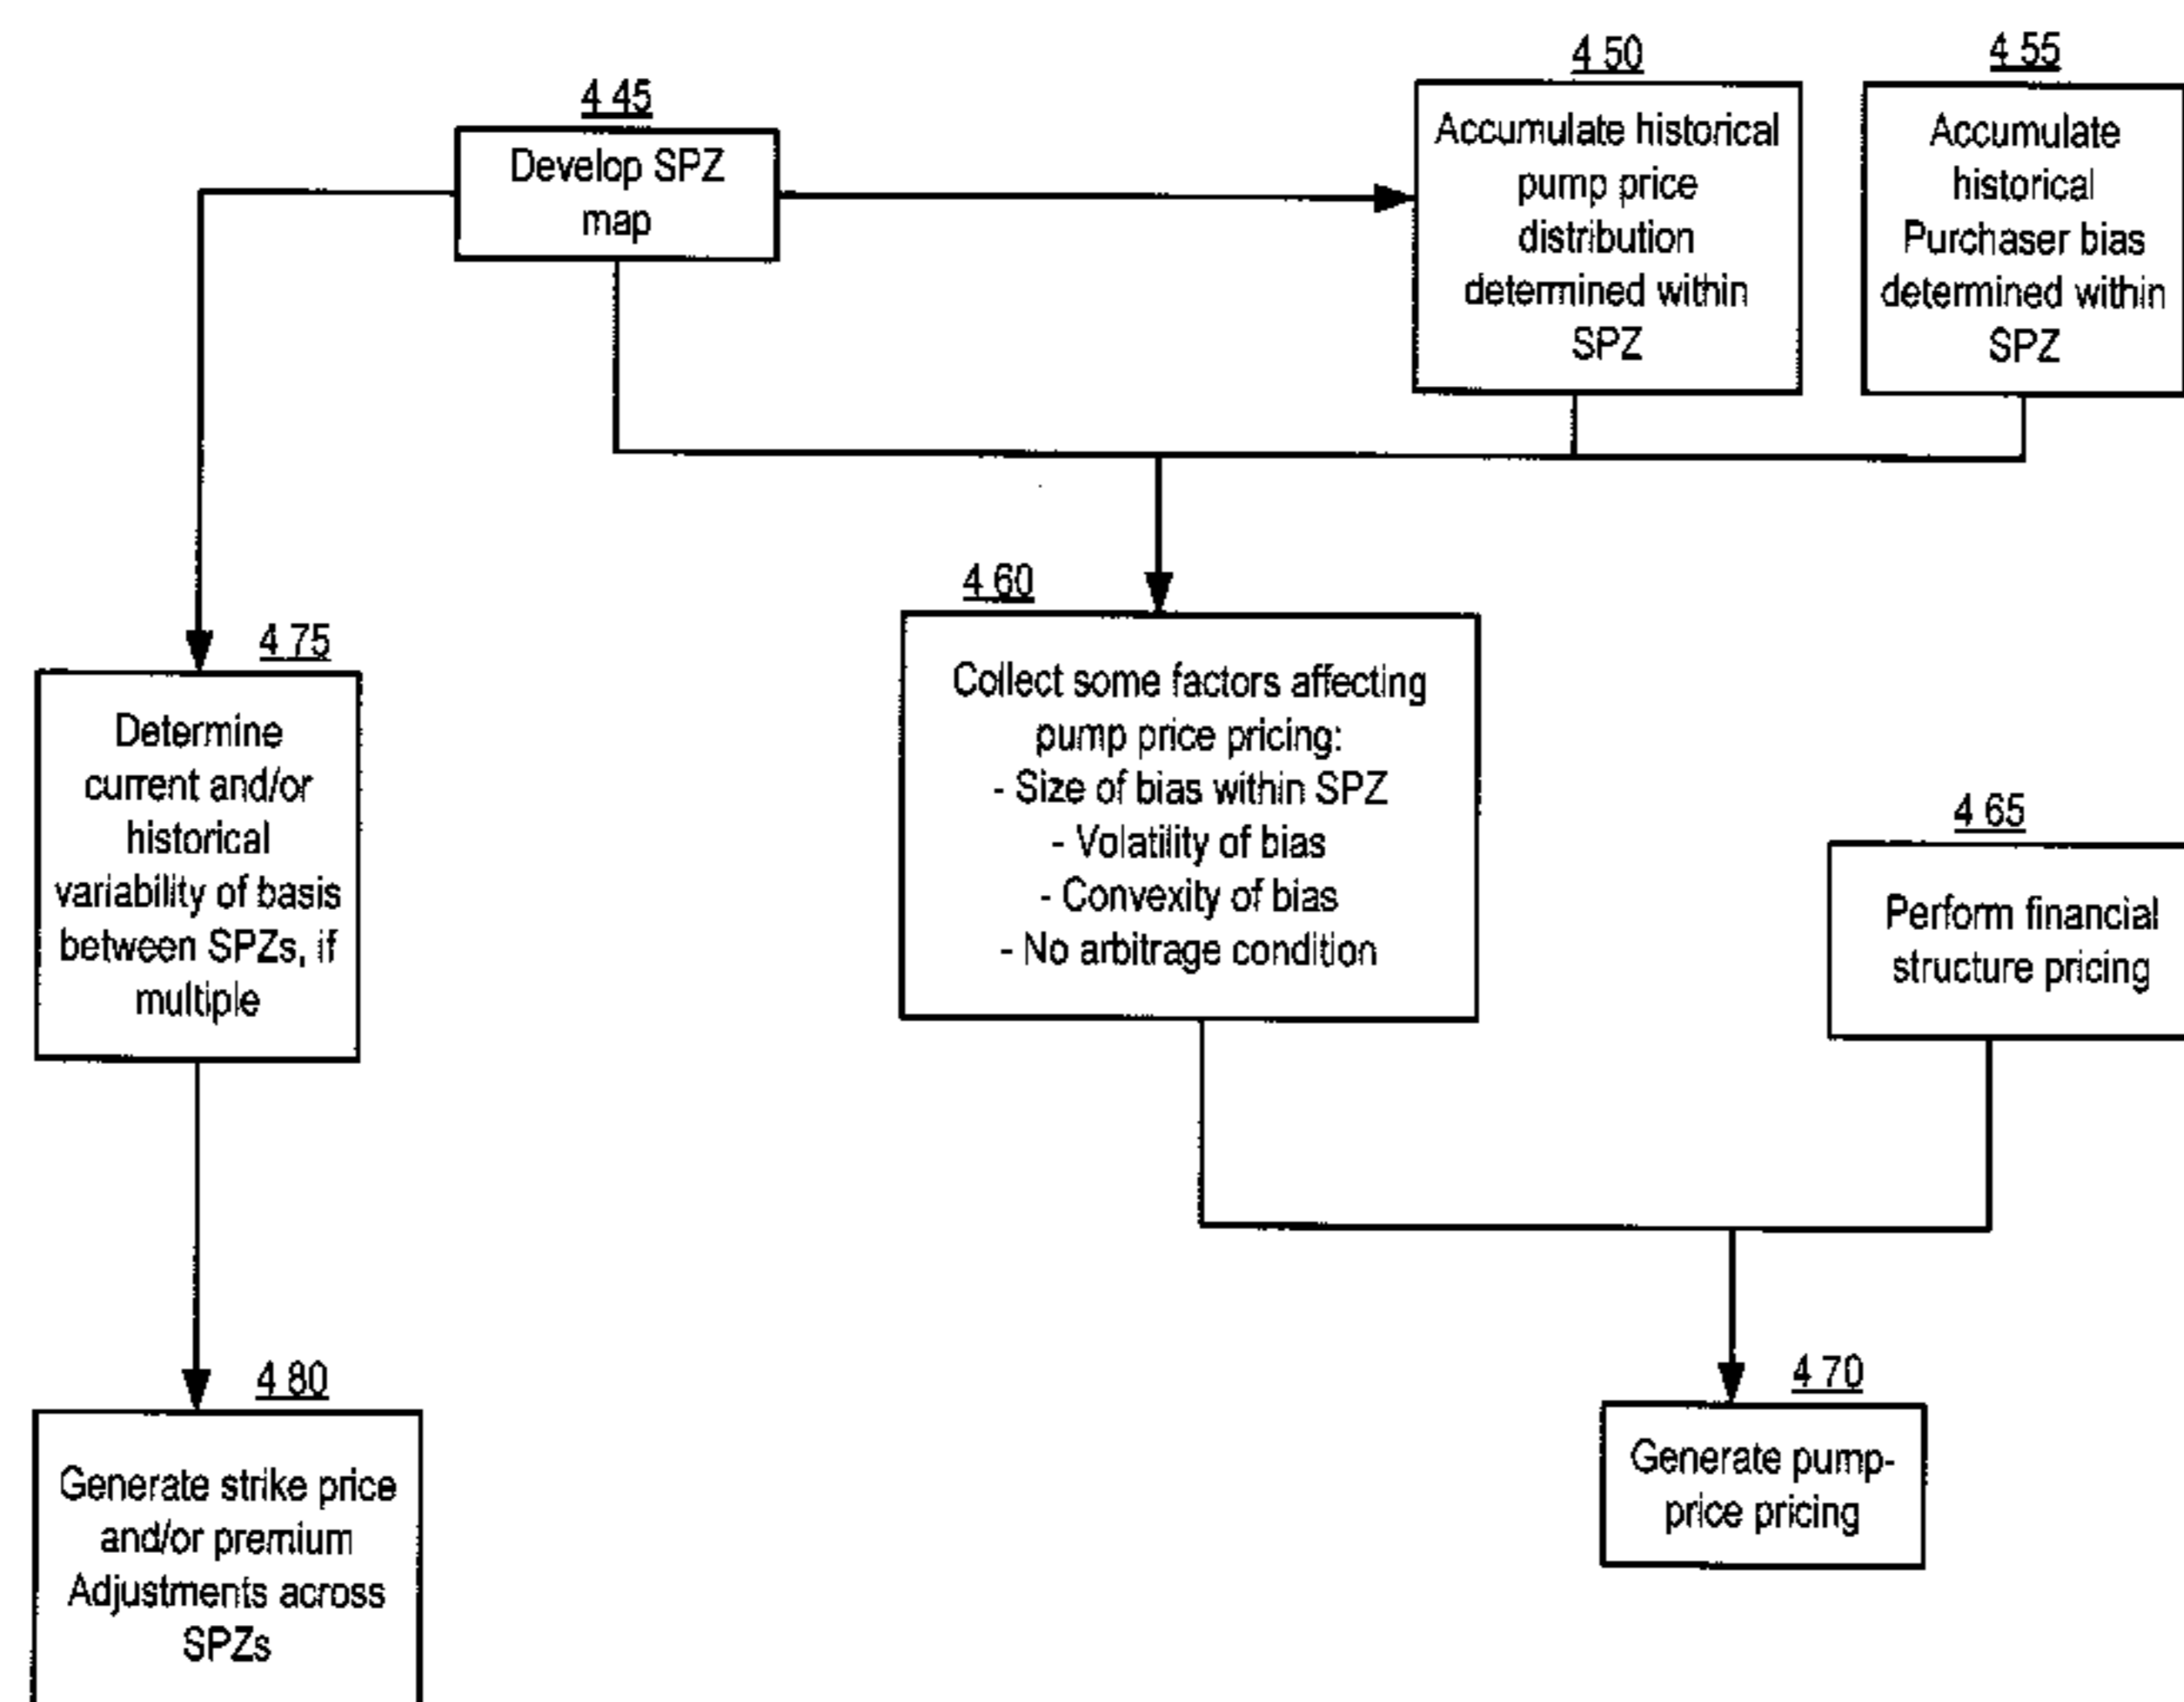 4 45
Develop SPZ
map
4 50
Accumulate historical
pump price
distribution
determined within
SPZ
4 55
Accumulate
historical
Purchaser bias
determined within
SPZ
4 60
Collect some factors affecting
pump price pricing:
- Size of bias within SPZ
- Volatility of bias
- Convexity of bias
- No arbitrage condition
4 75
Determine
current and/or
historical
variability of basis
between SPZs, if
multiple
4 65
Perform financial
structure pricing
4 80
Generate strike price
and/or premium
Adjustments across
SPZs
4 70
Generate pump-
price pricing